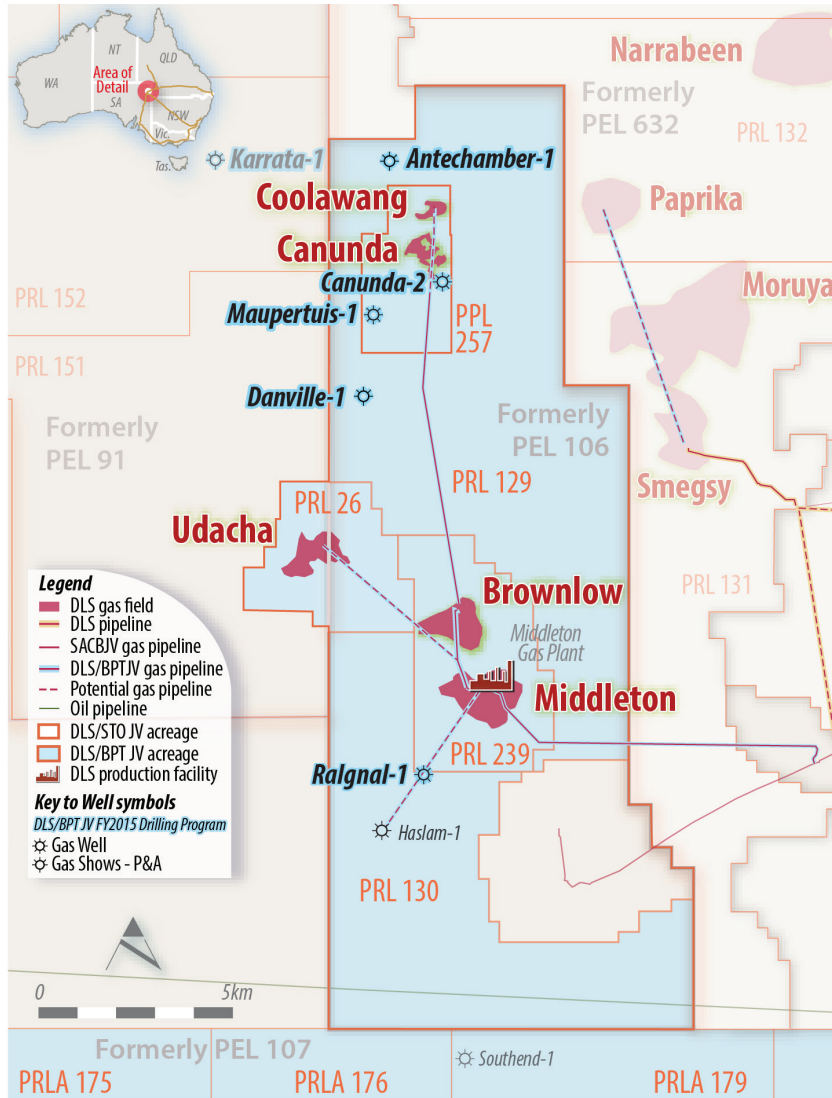 NT
QLD
WA
Area of
Detail
SA
NSW
Vic.
Tas.
Narrabeen
Formerly
PEL 632
PRL 132
Karrata-1
Antechamber-1
Coolawang
Paprika
Canunda
Canunda-2
Moruya
PRL 152
Maupertuis-1
PPL
257
PRL 151
Danville-1
Formerly
PEL 91
Formerly
PEL 106
PRL 129
Smegsy
PRL 26
Udacha
PRL 131
Brownlow
Middleton
Gas Plant
Middleton
PRL 239
Ralgnal-1
Haslam-1
PRL 130
Legend
DLS gas field
DLS pipeline
SACBJV gas pipeline
DLS/BPTJV gas pipeline
Potential gas pipeline
Oil pipeline
DLS/STO JV acreage
DLS/BPT JV acreage
DLS production facility
Key to Well symbols
DLS/BPT JV FY2015 Drilling Program
Gas Well
Gas Shows - P&A
0 5km
Formerly PEL 107
Southend-1
PRLA 175
PRLA 176
PRLA 179